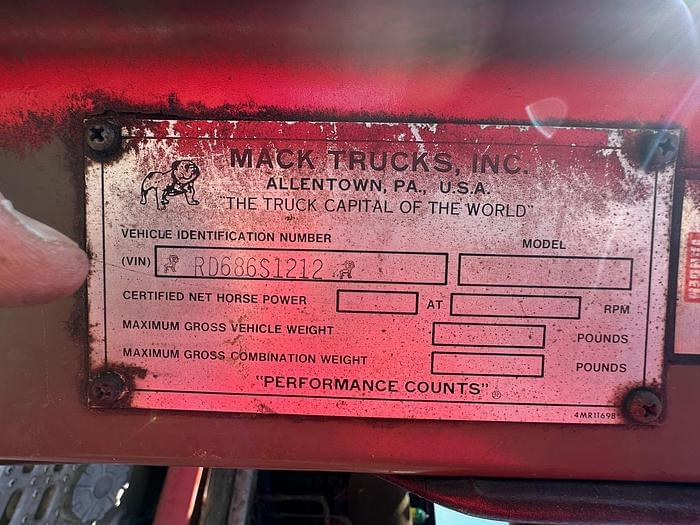 MACK TRUCKS, INC.
ALLENTOWN, PA., U.S.A.
"THE TRUCK CAPITAL OF THE WORLD"
VEHICLE IDENTIFICATION NUMBER
MODEL
(VIN) RD686S1212
CERTIFIED NET HORSE POWER AT RPM
MAXIMUM GROSS VEHICLE WEIGHT POUNDS
MAXIMUM GROSS COMBINATION WEIGHT POUNDS
"PERFORMANCE COUNTS"®
4MR1169B